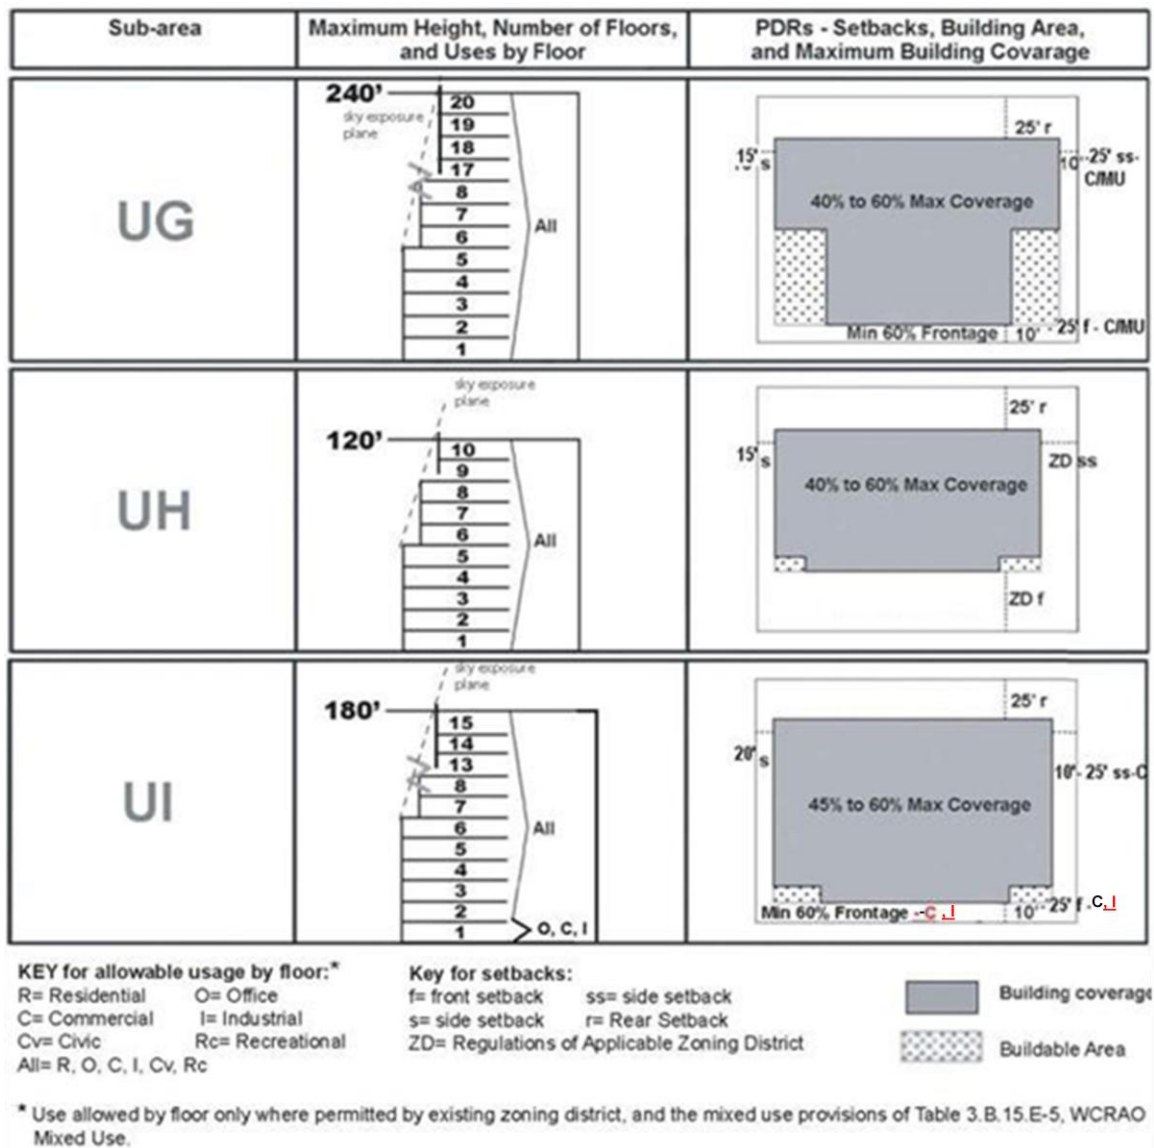 Sub-area
Maximum Height, Number of Floors,
and Uses by Floor
PDRs - Setbacks, Building Area,
and Maximum Building Covarage
UG
240'
sky exposure
plane
20
19
18
17
8
7
6
5
4
3
2
1
All
25' r
15' s
10'-25' ss-
C/MU
40% to 60% Max Coverage
Min 60% Frontage
10' - 25' f - C/MU
UH
sky exposure
plane
120'
10
9
8
7
6
5
4
3
2
1
All
25' r
15' s
ZD ss
40% to 60% Max Coverage
ZD f
UI
sky exposure
plane
180'
15
14
13
8
7
6
5
4
3
2
1
All
O, C, I
25' r
20' s
10'- 25' ss-C
45% to 60% Max Coverage
Min 60% Frontage --C, I
10'- 25' f -C, I
KEY for allowable usage by floor:*
R= Residential O= Office
C= Commercial I= Industrial
Cv= Civic Rc= Recreational
All= R, O, C, I, Cv, Rc
Key for setbacks:
f= front setback ss= side setback
s= side setback r= Rear Setback
ZD= Regulations of Applicable Zoning District
Building coverage
Buildable Area
* Use allowed by floor only where permitted by existing zoning district, and the mixed use provisions of Table 3.B.15.E-5, WCRAO
Mixed Use.